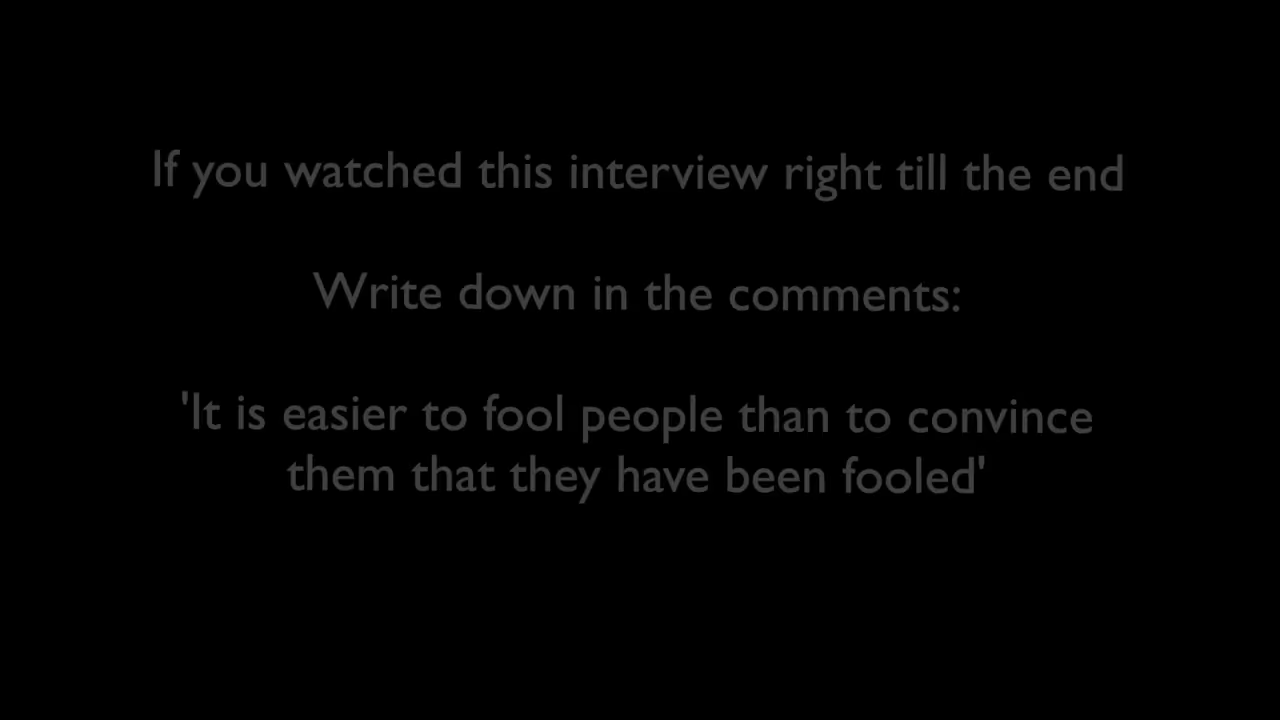 If you watched this interview right till the end
Write down in the comments:
'It is easier to fool people than to convince
them that they have been fooled'